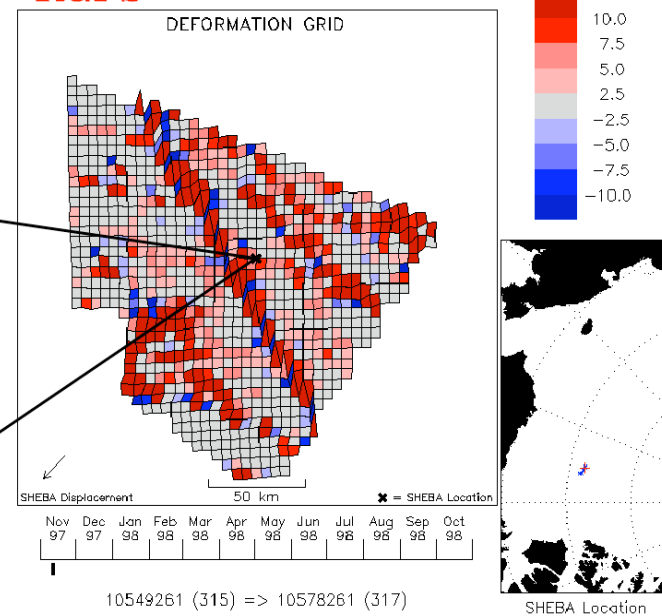 DEFORMATION GRID
10.0
7.5
5.0
2.5
-2.5
-5.0
-7.5
-10.0
SHEBA Displacement
50 km
✖ = SHEBA Location
Nov Dec Jan Feb Mar Apr May Jun Jul Aug Sep Oct
97 97 98 98 98 98 98 98 98 98 98 98
10549261 (315) => 10578261 (317)
SHEBA Location